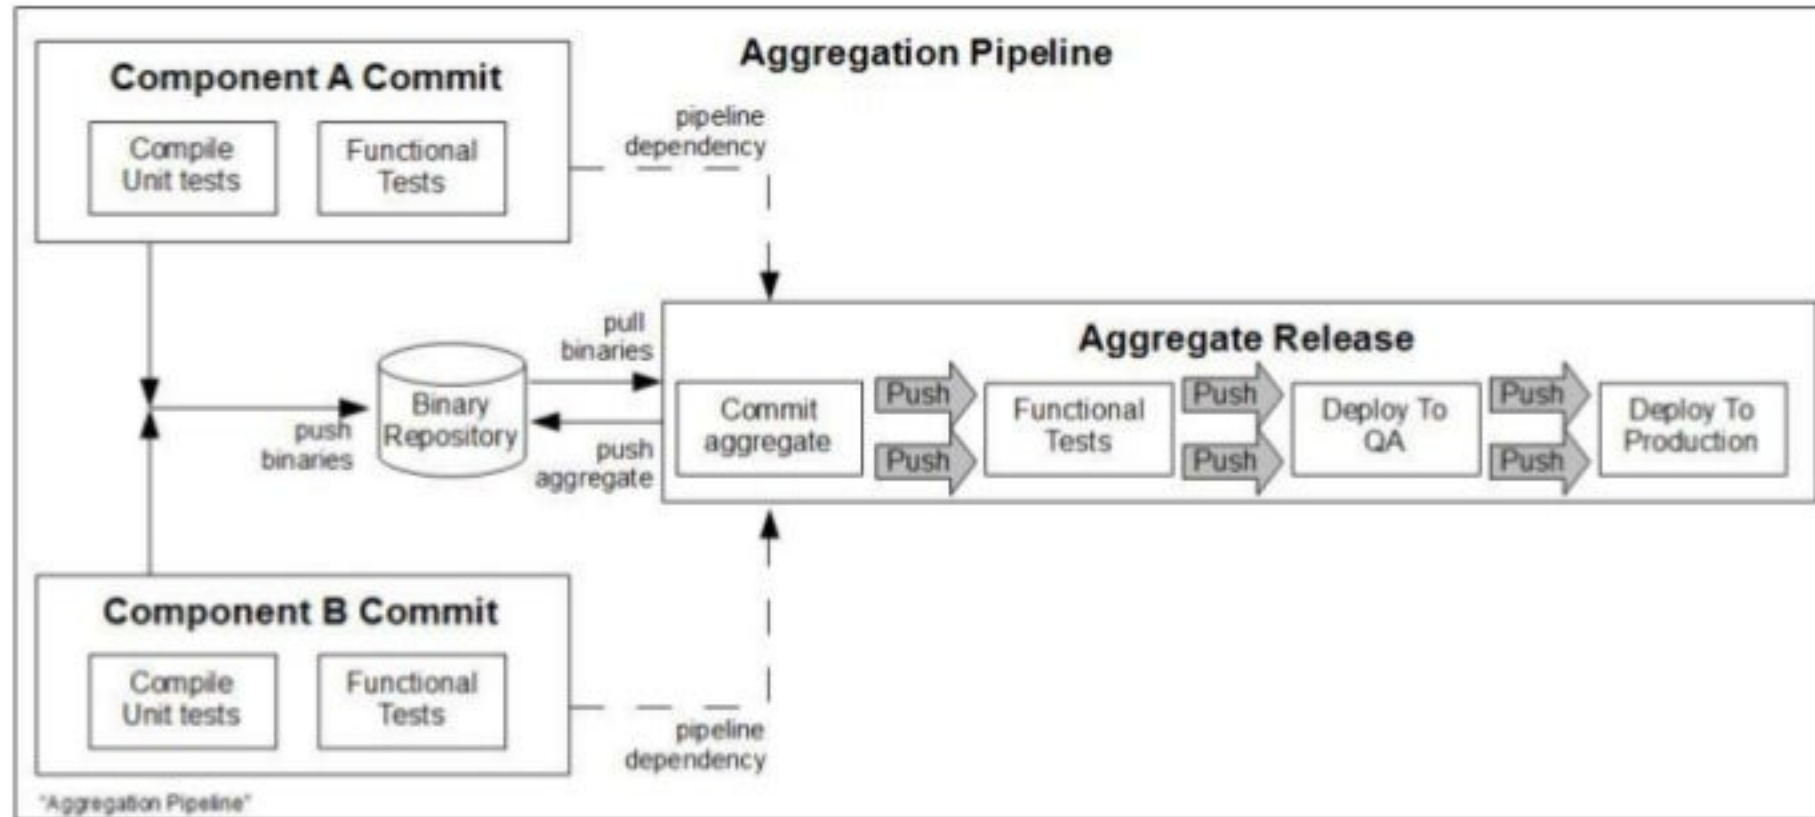 Aggregation Pipeline
Component A Commit
Compile
Unit tests
Functional
Tests
pipeline
dependency
pull
binaries
Binary
Repository
push
binaries
push
aggregate
Aggregate Release
Commit
aggregate
Push
Push
Functional
Tests
Push
Push
Deploy To
QA
Push
Push
Deploy To
Production
Component B Commit
Compile
Unit tests
Functional
Tests
pipeline
dependency
"Aggregation Pipeline"